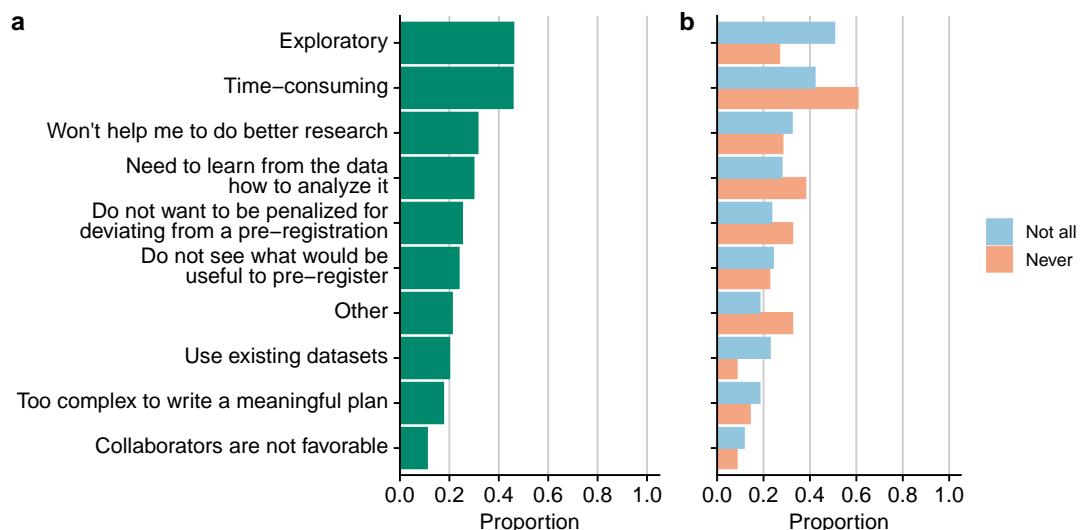 a
b
Exploratory
Time−consuming
Won't help me to do better research
Need to learn from the data
how to analyze it
Do not want to be penalized for
deviating from a pre−registration
Do not see what would be
useful to pre−register
Other
Use existing datasets
Too complex to write a meaningful plan
Collaborators are not favorable
0.0 0.2 0.4 0.6 0.8 1.0
Proportion
0.0 0.2 0.4 0.6 0.8 1.0
Proportion
Not all
Never